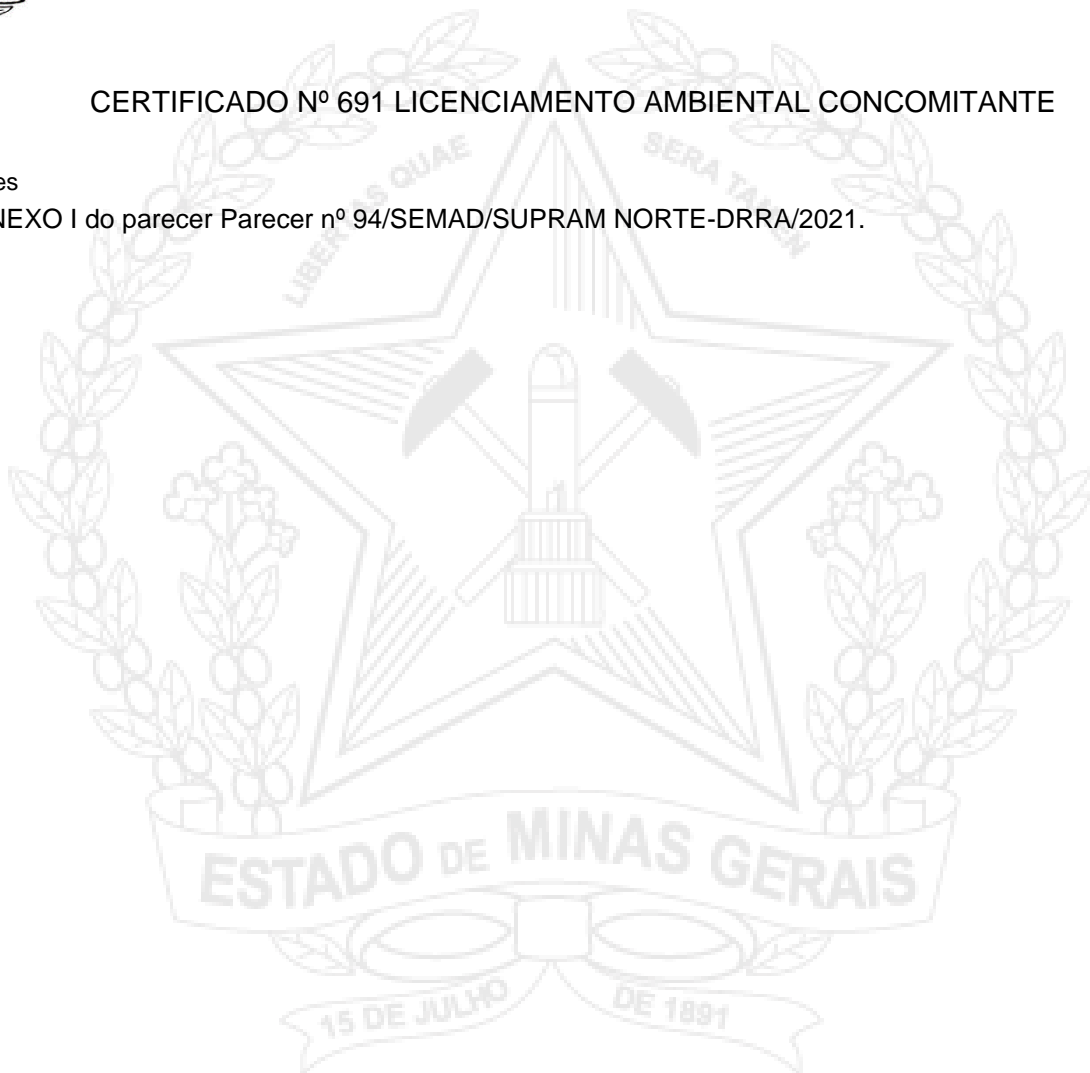 CERTIFICADO Nº 691 LICENCIAMENTO AMBIENTAL CONCOMITANTE
es
NEXO I do parecer Parecer nº 94/SEMAD/SUPRAM NORTE-DRRA/2021.
LIBERTAS QUAE SERA TAMEN
ESTADO DE MINAS GERAIS
15 DE JULHO DE 1891